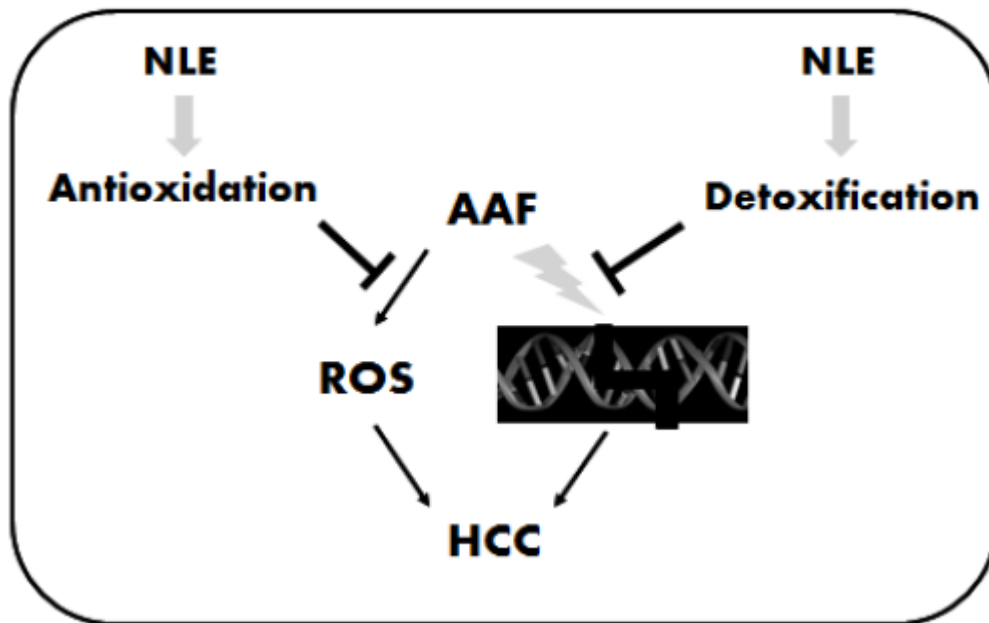 NLE
NLE
Antioxidation
AAF
Detoxification
ROS
HCC